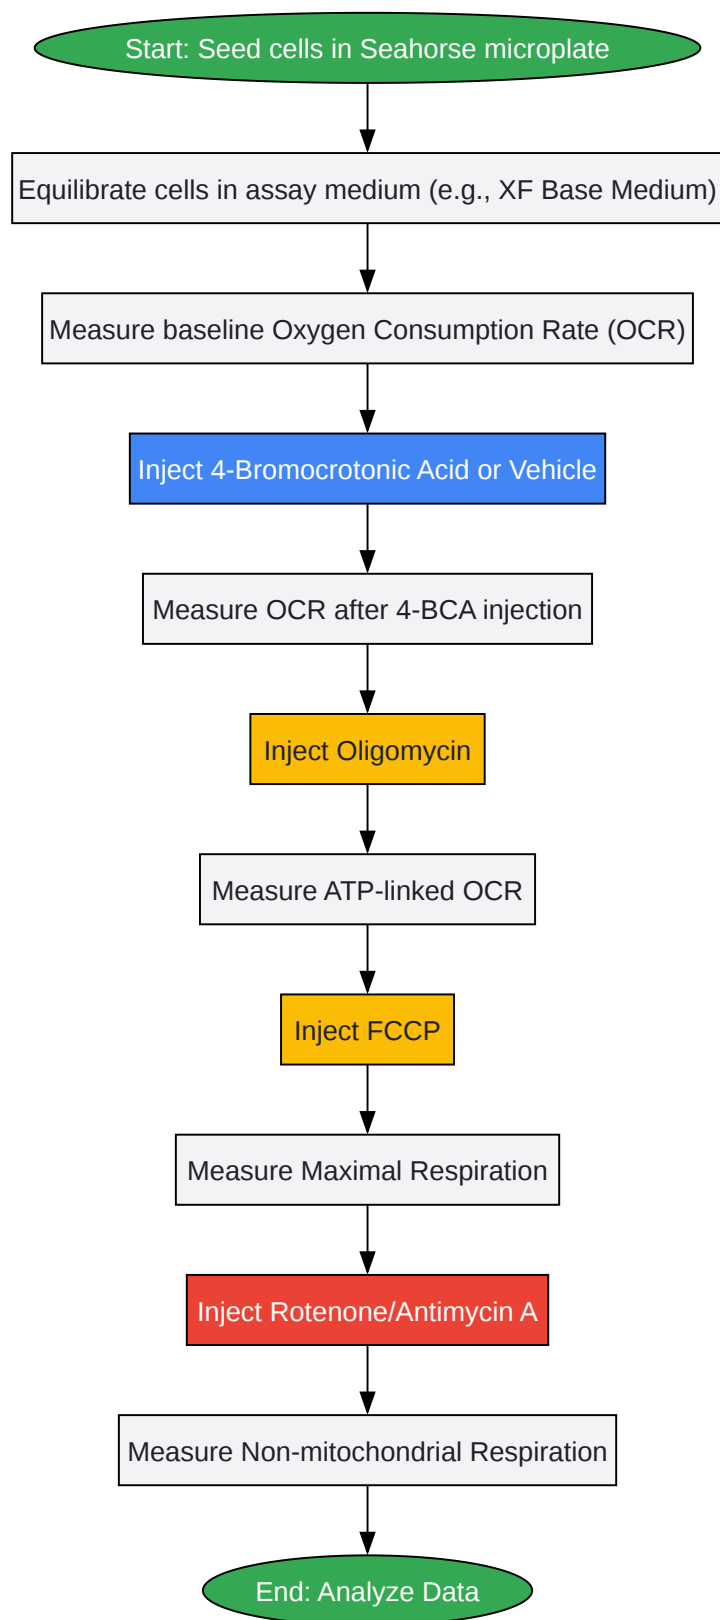 Start: Seed cells in Seahorse microplate
Equilibrate cells in assay medium (e.g., XF Base Medium)
Measure baseline Oxygen Consumption Rate (OCR)
Inject 4-Bromocrotonic Acid or Vehicle
Measure OCR after 4-BCA injection
Inject Oligomycin
Measure ATP-linked OCR
Inject FCCP
Measure Maximal Respiration
Inject Rotenone/Antimycin A
Measure Non-mitochondrial Respiration
End: Analyze Data